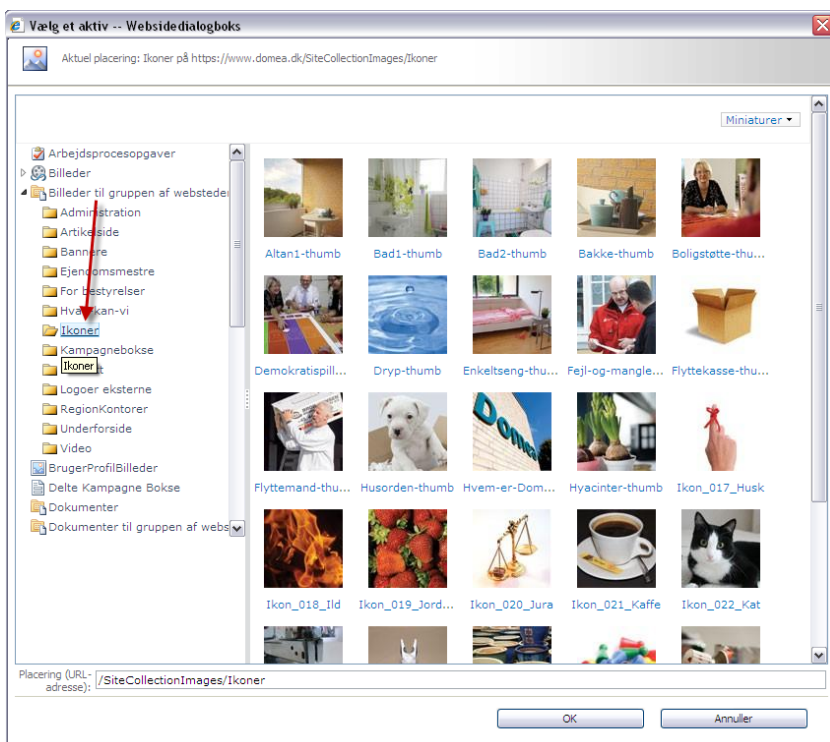 Vælg et aktiv -- Websidedialogboks
Aktuel placering: Ikoner på https://www.domea.dk/SiteCollectionImages/Ikoner
Miniaturer
Arbejdsprocesopgaver
Billeder
Billeder til gruppen af websteder
Administration
Artikelside
Bannere
Ejendomsmestre
For bestyrelser
Hvad-kan-vi
Ikoner
Kampagnebokse
Ikoner
Logoer eksterne
RegionKontorer
Underforside
Video
BrugerProfilBilleder
Delte Kampagne Bokse
Dokumenter
Dokumenter til gruppen af webs
Altan1-thumb Bad1-thumb Bad2-thumb Bakke-thumb Boligstøtte-thu...
Demokratispill... Dryp-thumb Enkeltseng-thu... Fejl-og-mangle... Flyttekasse-thu...
Domea
Flyttemand-thu... Husorden-thumb Hvem-er-Dom... Hyacinter-thumb Ikon_017_Husk
Ikon_018_Ild Ikon_019_Jord... Ikon_020_Jura Ikon_021_Kaffe Ikon_022_Kat
Placering (URL-
adresse): /SiteCollectionImages/Ikoner
OK Annuller